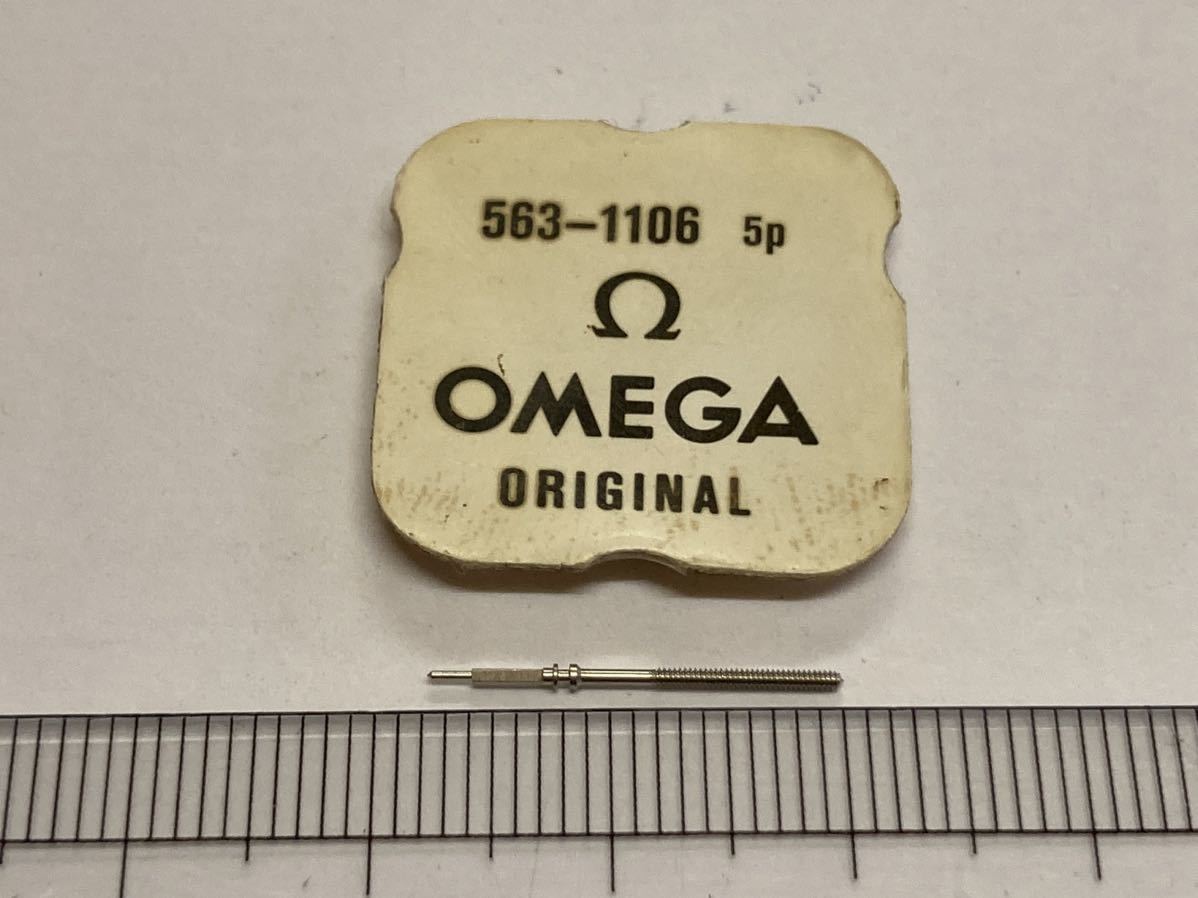 563-1106 5p
Ω
OMEGA
ORIGINAL